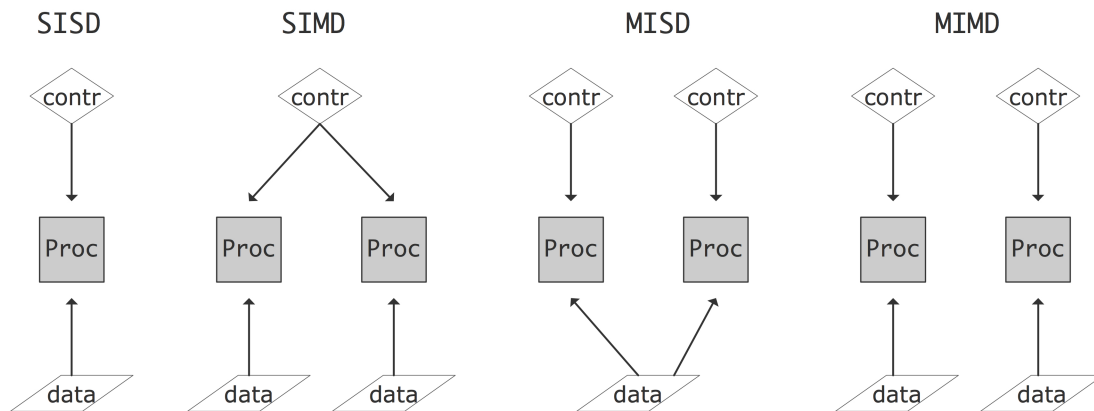 SISD SIMD MISD MIMD
contr contr contr contr contr contr
Proc Proc Proc Proc Proc Proc Proc
data data data data data data